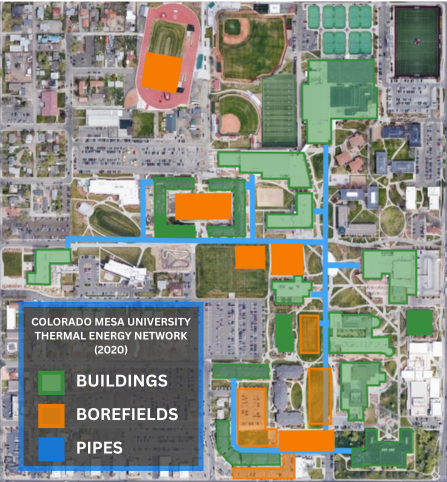 COLORADO MESA UNIVERSITY
THERMAL ENERGY NETWORK
(2020)
BUILDINGS
BOREFIELDS
PIPES